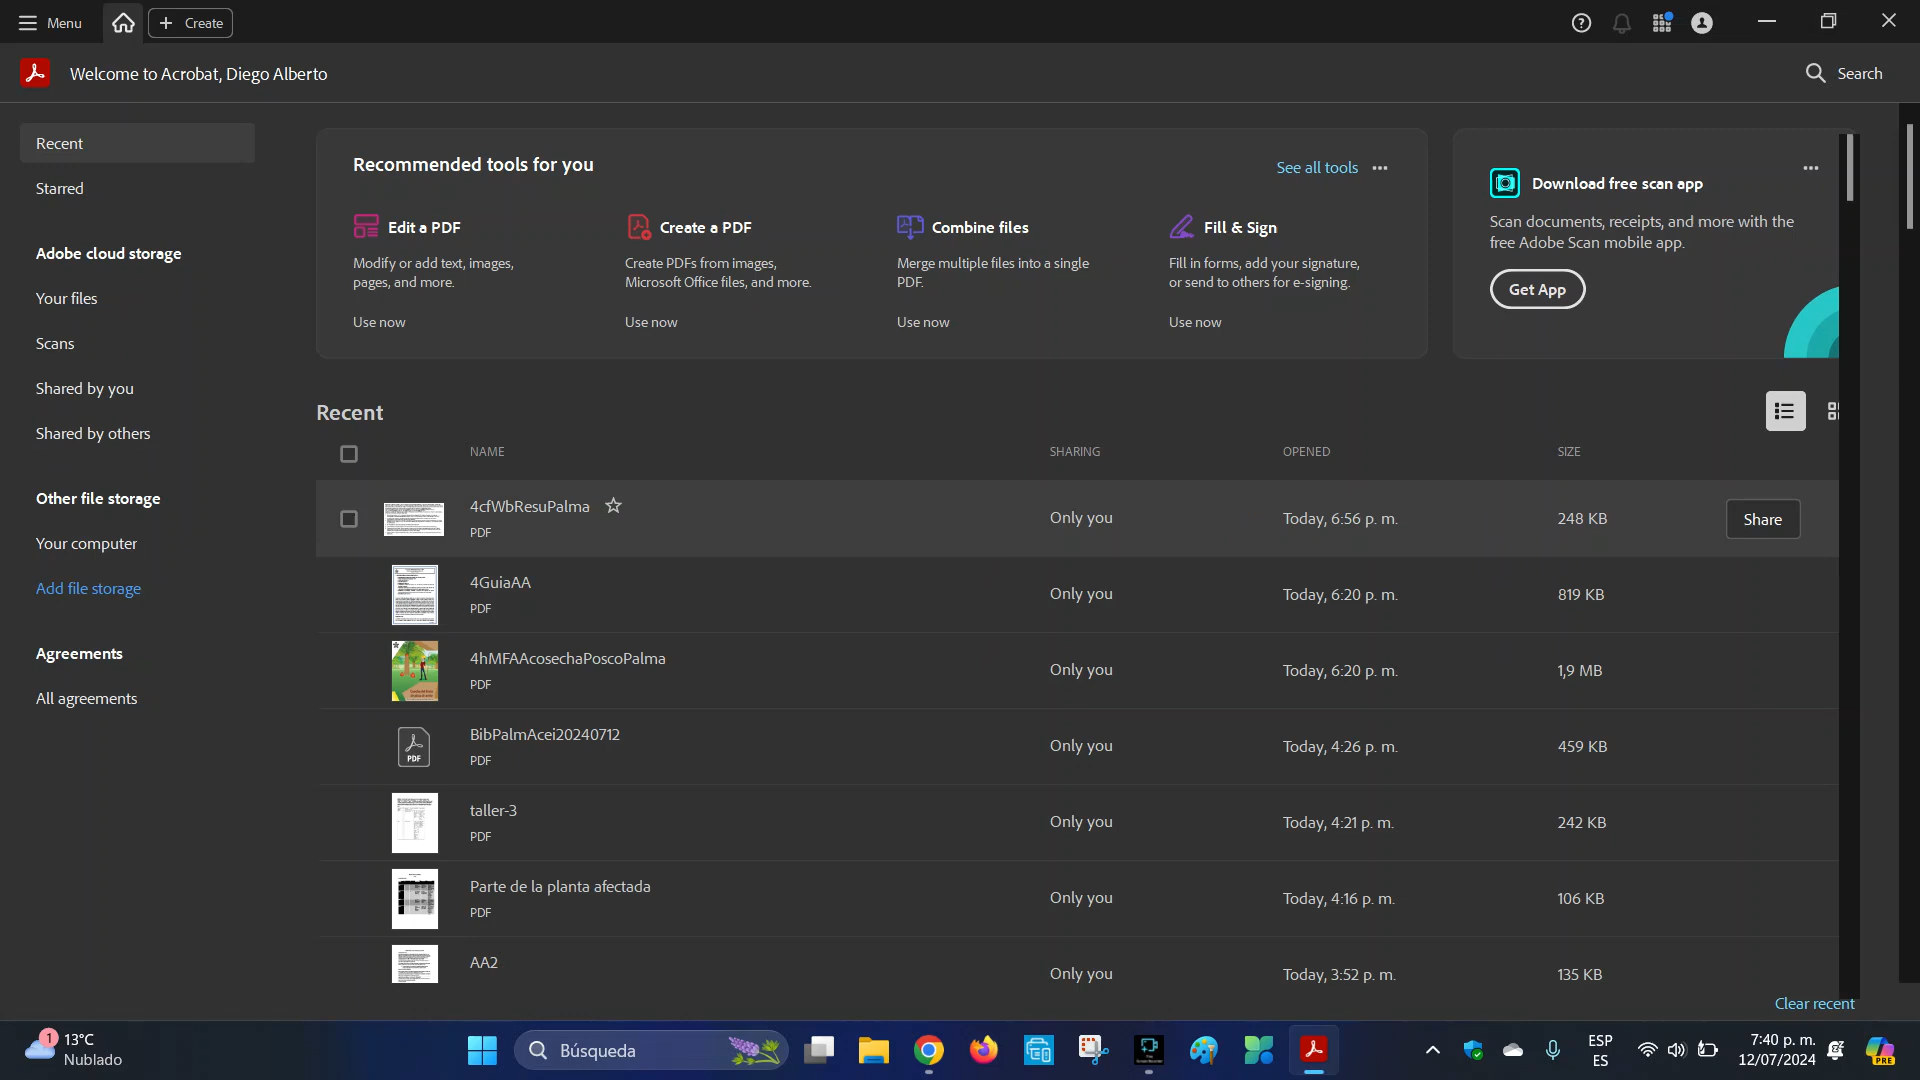 Menu
Create
Welcome to Acrobat, Diego Alberto
Search
Recent
Starred
Adobe cloud storage
Your files
Scans
Shared by you
Shared by others
Other file storage
Your computer
Add file storage
Agreements
All agreements
Recommended tools for you
See all tools
Edit a PDF
Modify or add text, images,
pages, and more.
Use now
Create a PDF
Create PDFs from images,
Microsoft Office files, and more.
Use now
Combine files
Merge multiple files into a single
PDF.
Use now
Fill & Sign
Fill in forms, add your signature,
or send to others for e-signing.
Use now
Download free scan app
Scan documents, receipts, and more with the
free Adobe Scan mobile app.
Get App
Recent
NAME SHARING OPENED SIZE
4cfWbResuPalma
PDF
Only you Today, 6:56 p. m. 248 KB Share
4GuiaAA
PDF
Only you Today, 6:20 p. m. 819 KB
4hMFAAcosechaPoscoPalma
PDF
Only you Today, 6:20 p. m. 1,9 MB
PDF
BibPalmAcei20240712
PDF
Only you Today, 4:26 p. m. 459 KB
taller-3
PDF
Only you Today, 4:21 p. m. 242 KB
Parte de la planta afectada
PDF
Only you Today, 4:16 p. m. 106 KB
AA2
Only you Today, 3:52 p. m. 135 KB
Clear recent
1
13°C
Nublado
Búsqueda
ESP
ES
7:40 p. m.
12/07/2024
PRE